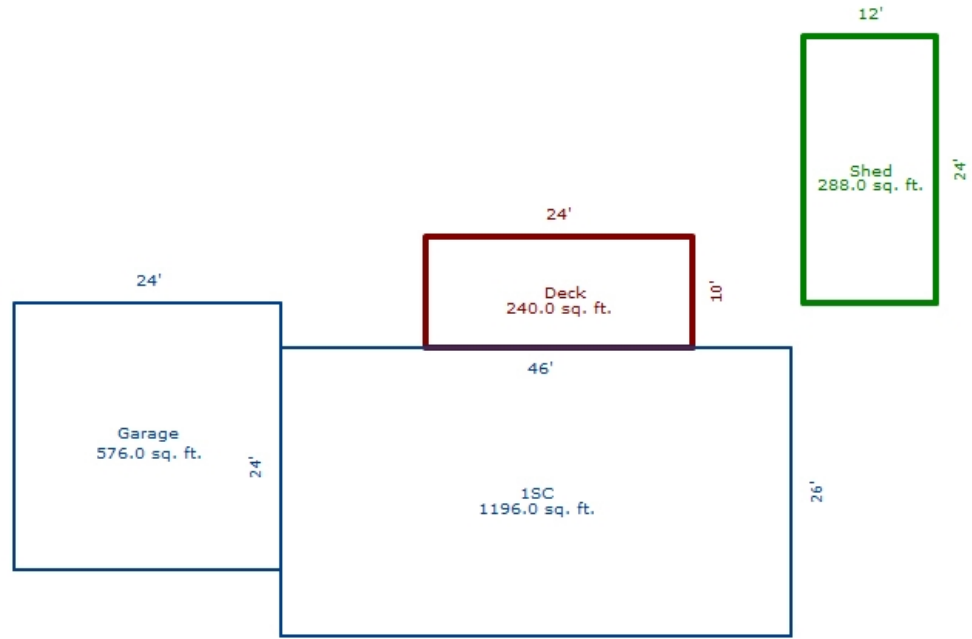 12'
Shed
288.0 sq. ft.
24'
24'
Deck
240.0 sq. ft.
10'
24'
Garage
576.0 sq. ft.
24'
46'
1SC
1196.0 sq. ft.
26'